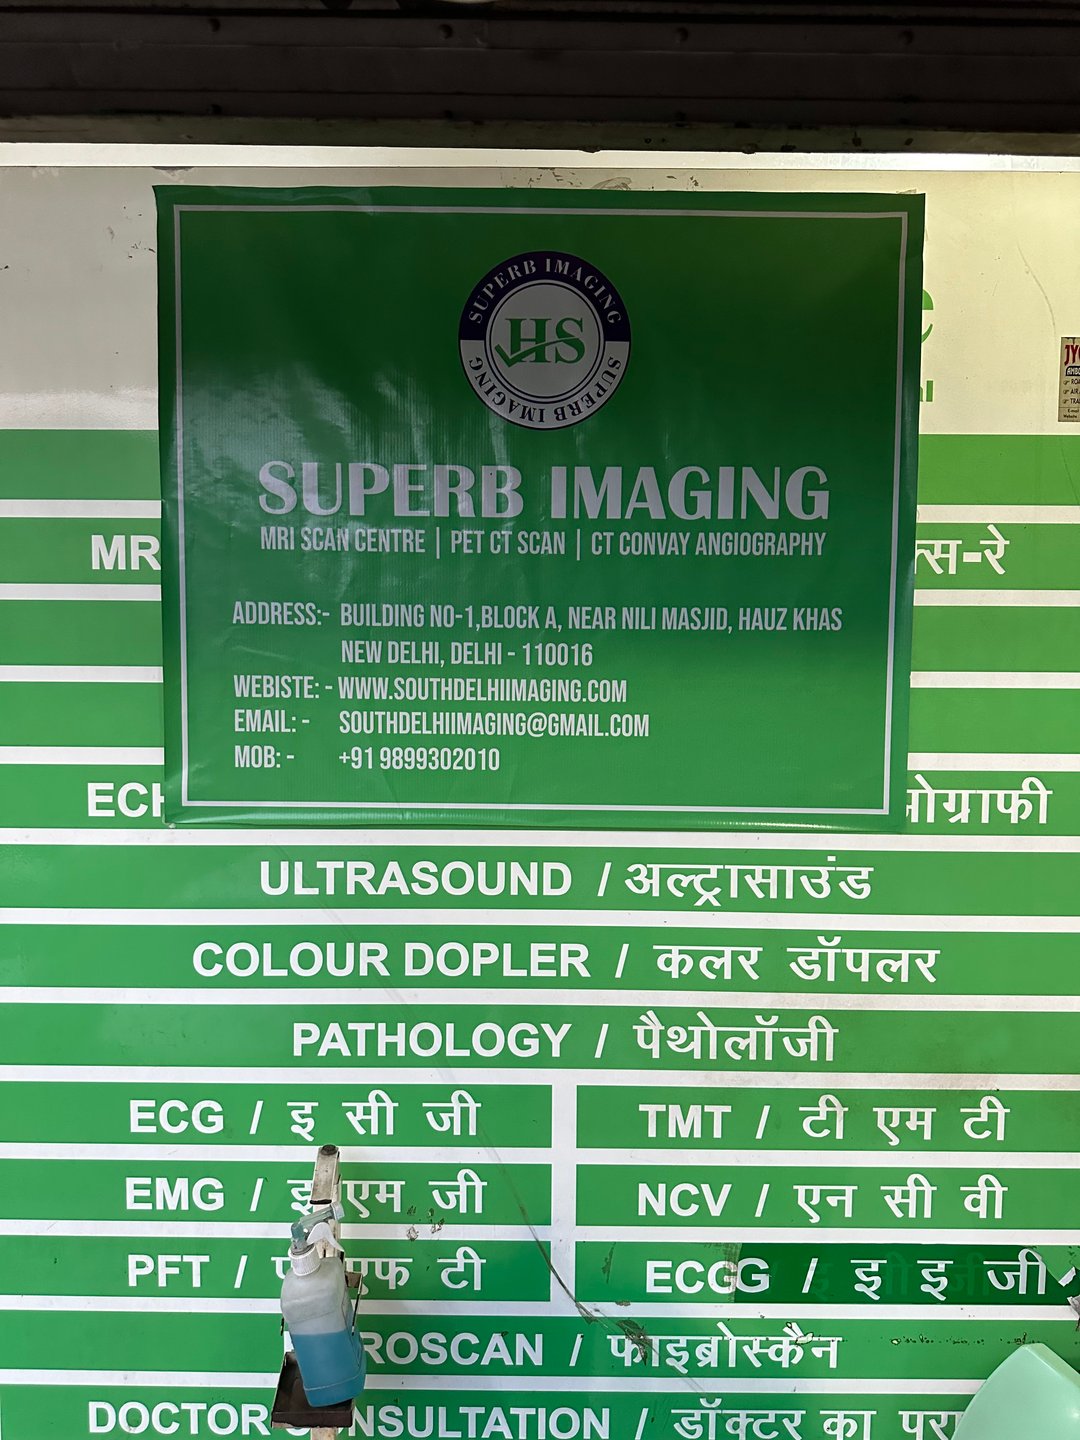 SUPERB IMAGING
HS
SUPERB IMAGING
SUPERB IMAGING
MRI SCAN CENTRE | PET CT SCAN | CT CONVAY ANGIOGRAPHY
ADDRESS:- BUILDING NO-1,BLOCK A, NEAR NILI MASJID, HAUZ KHAS
NEW DELHI, DELHI - 110016
WEBISTE: - WWW.SOUTHDELHIIMAGING.COM
EMAIL: - SOUTHDELHIIMAGING@GMAIL.COM
MOB: - +91 9899302010
MR
क्स-रे
ECH
ओग्राफी
ULTRASOUND / अल्ट्रासाउंड
COLOUR DOPLER / कलर डॉपलर
PATHOLOGY / पैथोलॉजी
ECG / इ सी जी
TMT / टी एम टी
EMG / इ एम जी
NCV / एन सी वी
PFT / एफ टी
/ इ इ जी
ROSCAN / फाइब्रोस्कैन
DOCTOR NSULTATION / डॉक्टर का परा